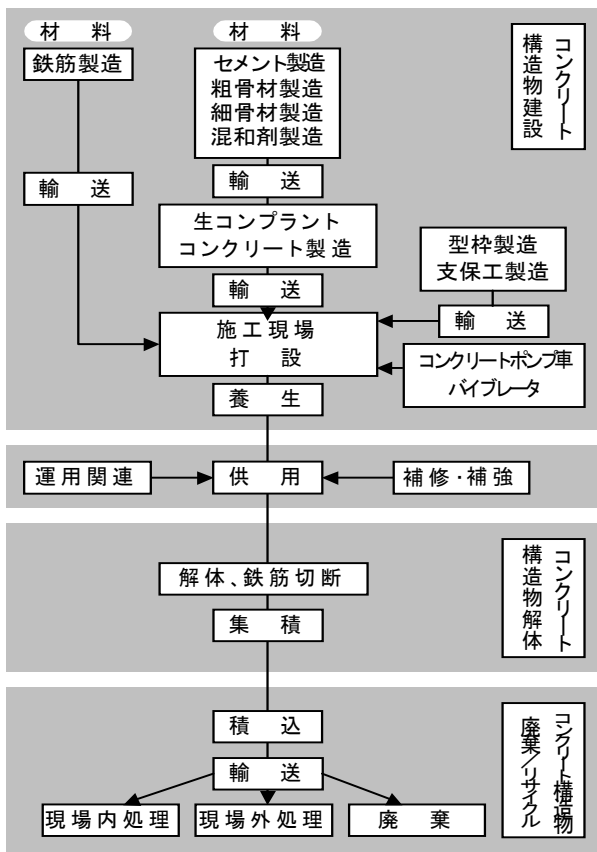 材 料
鉄筋製造
輸 送
材 料
セメント製造
粗骨材製造
細骨材製造
混和剤製造
輸 送
生コンプラント
コンクリート製造
輸 送
コンクリート
構造物建設
型枠製造
支保工製造
輸 送
施工現場
打 設
コンクリートポンプ車
バイブレータ
養 生
運用関連
供 用
補修・補強
コンクリート
構造物解体
解体、鉄筋切断
集 積
コンクリート構造物
廃棄/リサイクル
積 込
輸 送
現場内処理
現場外処理
廃 棄